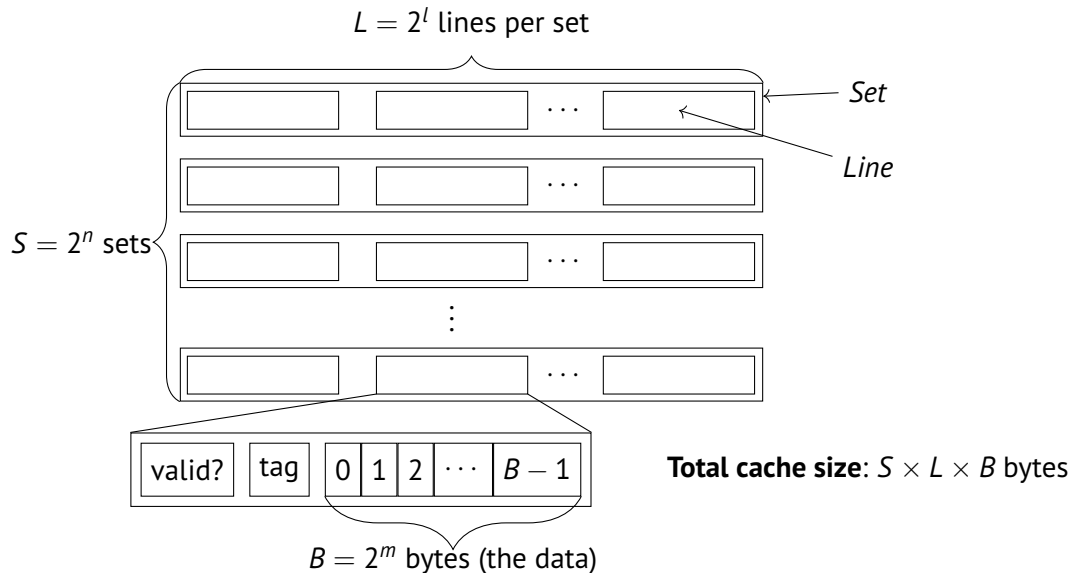 L = 2^l lines per set
···
Set
Line
···
S = 2^n sets
···
⋮
···
valid? tag 0 1 2 ··· B − 1
Total cache size: S × L × B bytes
B = 2^m bytes (the data)